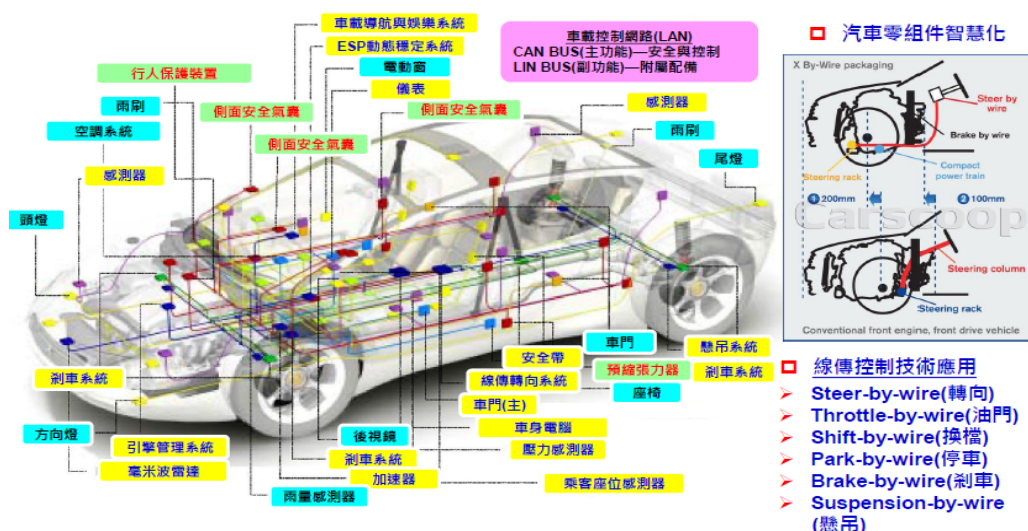 車載導航與娛樂系統
ESP動態穩定系統
電動窗
儀表
行人保護裝置
雨刷
空調系統
感測器
頭燈
側面安全氣囊
側面安全氣囊
側面安全氣囊
車載控制網路(LAN)
CAN BUS(主功能)—安全與控制
LIN BUS(副功能)—附屬配備
感測器
雨刷
尾燈
剎車系統
方向燈
引擎管理系統
毫米波雷達
雨量感測器
後視鏡
剎車系統
加速器
車門
安全帶
預縮張力器
線傳轉向系統
座椅
車門(主)
車身電腦
壓力感測器
乘客座位感測器
懸吊系統
剎車系統
汽車零組件智慧化
X By-Wire packaging
Steer by
wire
Brake by wire
Steering rack
Compact
power train
1 200mm
2 100mm
Carscoop
Steering column
Steering rack
Conventional front engine, front drive vehicle
線傳控制技術應用
Steer-by-wire(轉向)
Throttle-by-wire(油門)
Shift-by-wire(換檔)
Park-by-wire(停車)
Brake-by-wire(剎車)
Suspension-by-wire
(懸吊)